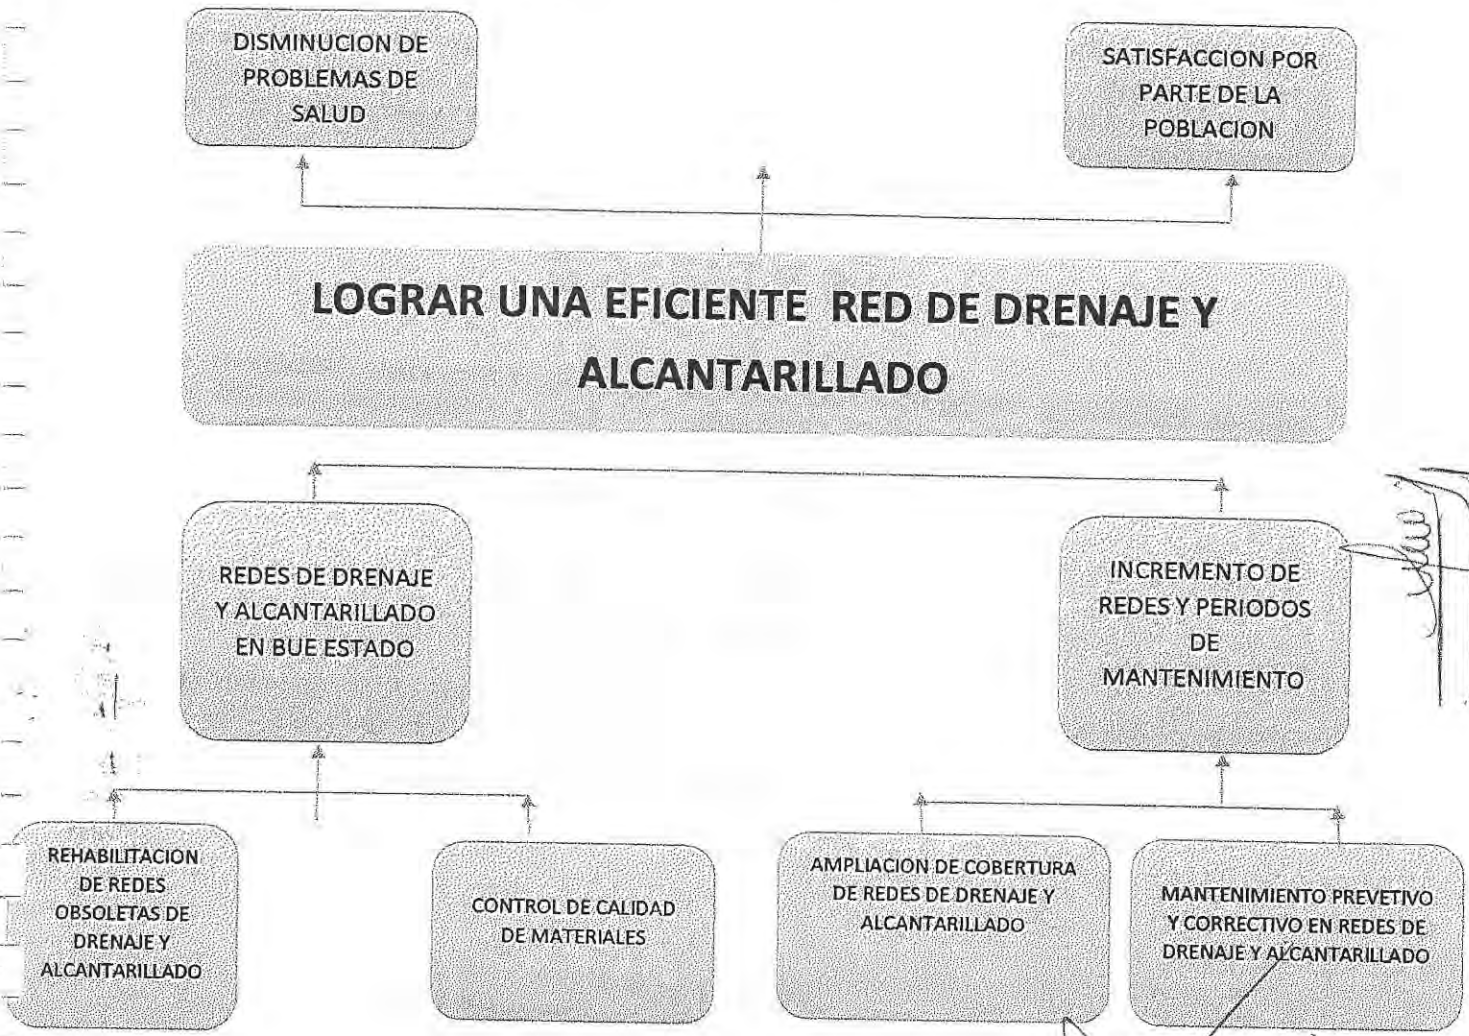 DISMINUCION DE
PROBLEMAS DE
SALUD
SATISFACCION POR
PARTE DE LA
POBLACION
LOGRAR UNA EFICIENTE RED DE DRENAJE Y
ALCANTARILLADO
REDES DE DRENAJE
Y ALCANTARILLADO
EN BUE ESTADO
INCREMENTO DE
REDES Y PERIODOS
DE
MANTENIMIENTO
REHABILITACION
DE REDES
OBSOLETAS DE
DRENAJE Y
ALCANTARILLADO
CONTROL DE CALIDAD
DE MATERIALES
AMPLIACION DE COBERTURA
DE REDES DE DRENAJE Y
ALCANTARILLADO
MANTENIMIENTO PREVETIVO
Y CORRECTIVO EN REDES DE
DRENAJE Y ALCANTARILLADO